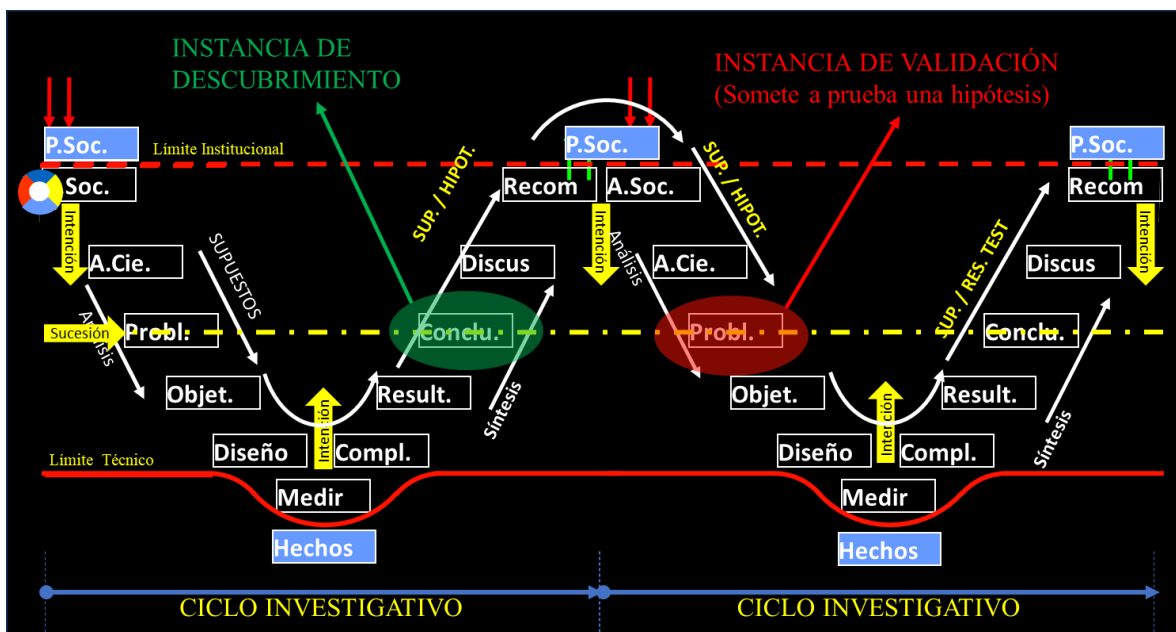 INSTANCIA DE
DESCUBRIMIENTO
INSTANCIA DE VALIDACIÓN
(Somete a prueba una hipótesis)
P.Soc.
Límite Institucional
P.Soc.
P.Soc.
Soc.
Recom
A.Soc.
Recom
Intención
SUP. / HIPOT.
Intención
SUP. / HIPOT.
Intención
A.Cie.
SUPUESTOS
Discus
Análisis
A.Cie.
SUP. / RES. TEST
Discus
Sucesión
Análisis
Probl.
Conclu.
Probl.
Conclu.
Objet.
Result.
Objet.
Result.
Intención
Síntesis
Intención
Síntesis
Diseño
Compl.
Diseño
Compl.
Límite Técnico
Medir
Medir
Hechos
Hechos
CICLO INVESTIGATIVO
CICLO INVESTIGATIVO